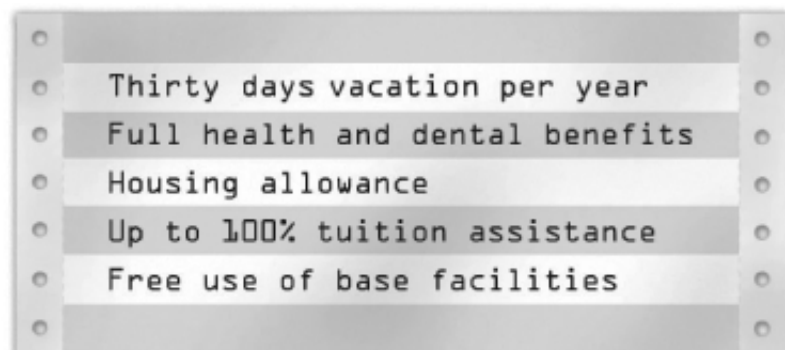 Thirty days vacation per year
Full health and dental benefits
Housing allowance
Up to 100% tuition assistance
Free use of base facilities